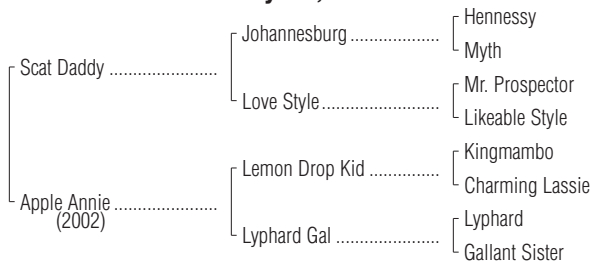 Hennessy
Johannesburg ...................
Myth
Scat Daddy ......................
Mr. Prospector
Love Style.........................
Likeable Style
Kingmambo
Lemon Drop Kid ...............
Charming Lassie
Apple Annie .....................
(2002)
Lyphard
Lyphard Gal ......................
Gallant Sister